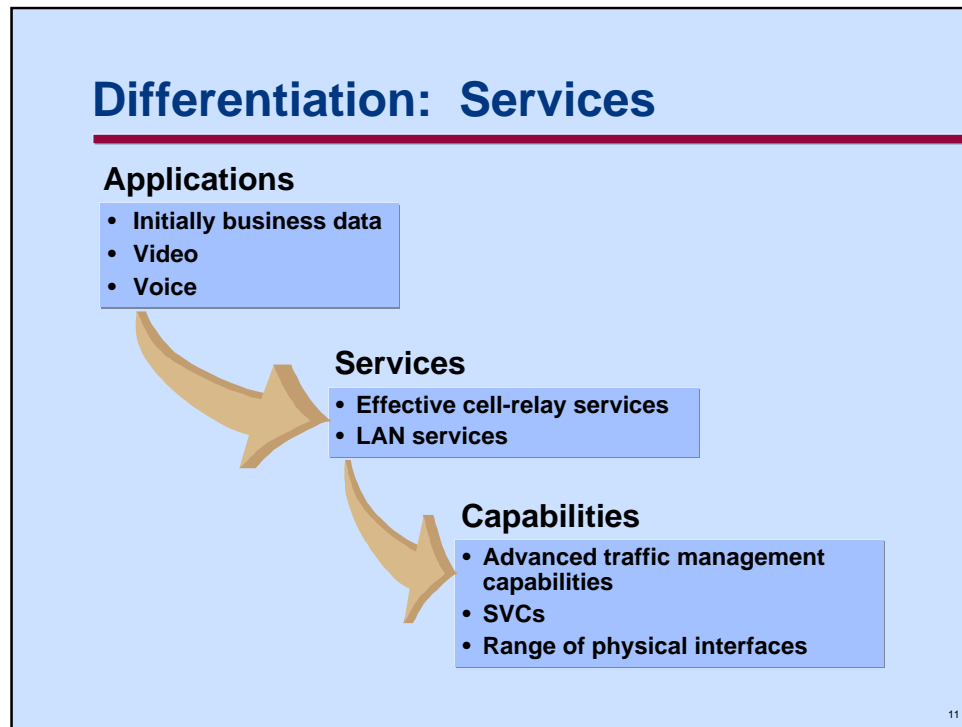 Differentiation:  Services
Applications
• Initially business data
• Video
• Voice
Services
• Effective cell-relay services
• LAN services
Capabilities
• Advanced traffic management
capabilities
• SVCs
• Range of physical interfaces
11